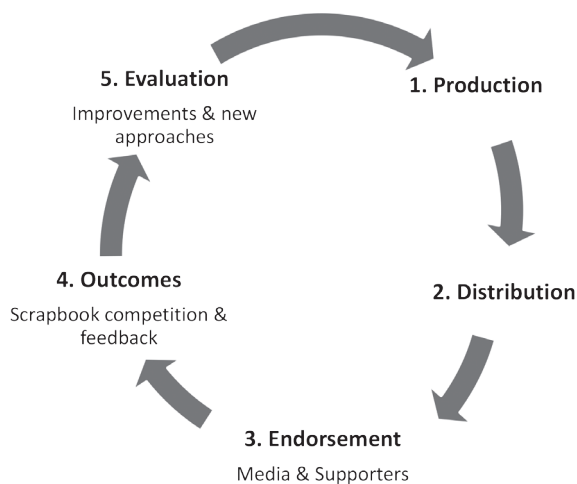 5. Evaluation
Improvements & new
approaches
1. Production
2. Distribution
3. Endorsement
Media & Supporters
4. Outcomes
Scrapbook competition &
feedback